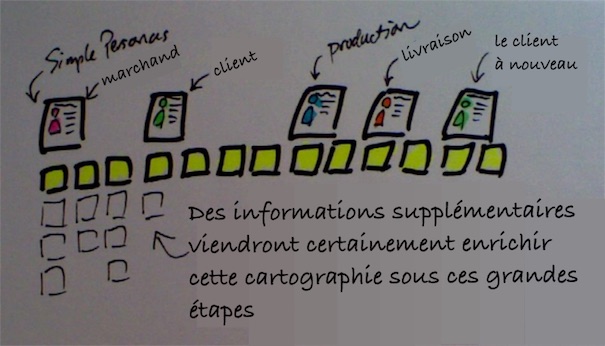 Simple Personas
marchand
client
production
livraison
le client
à nouveau
Des informations supplémentaires
viendront certainement enrichir
cette cartographie sous ces grandes
étapes